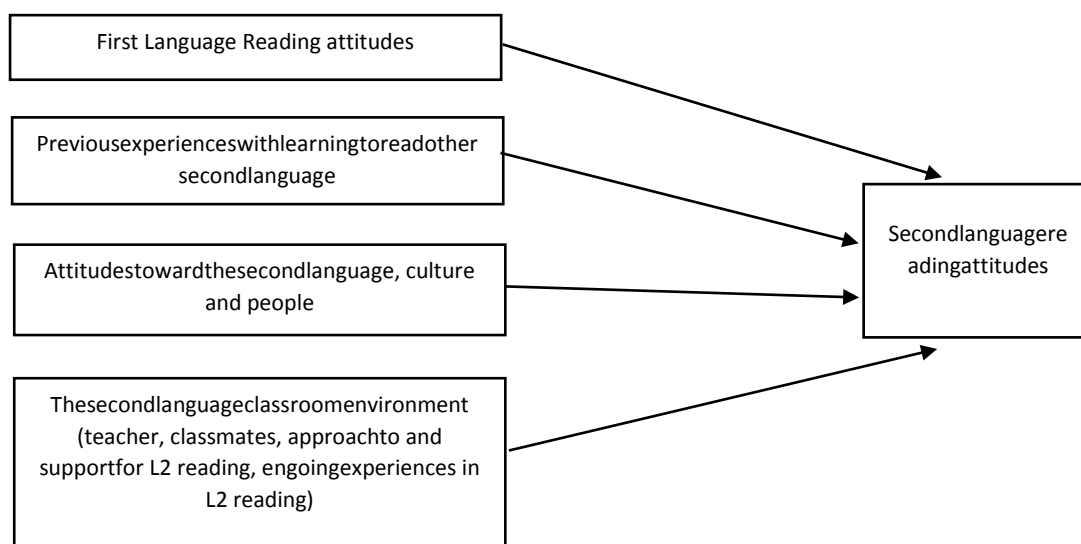 First Language Reading attitudes
Previousexperienceswithlearningtoreadother
secondlanguage
Attitudestowardthesecondlanguage, culture
and people
Thesecondlanguageclassroomenvironment
(teacher, classmates, approachto and
supportfor L2 reading, engoingexperiences in
L2 reading)
Secondlanguagere
adingattitudes